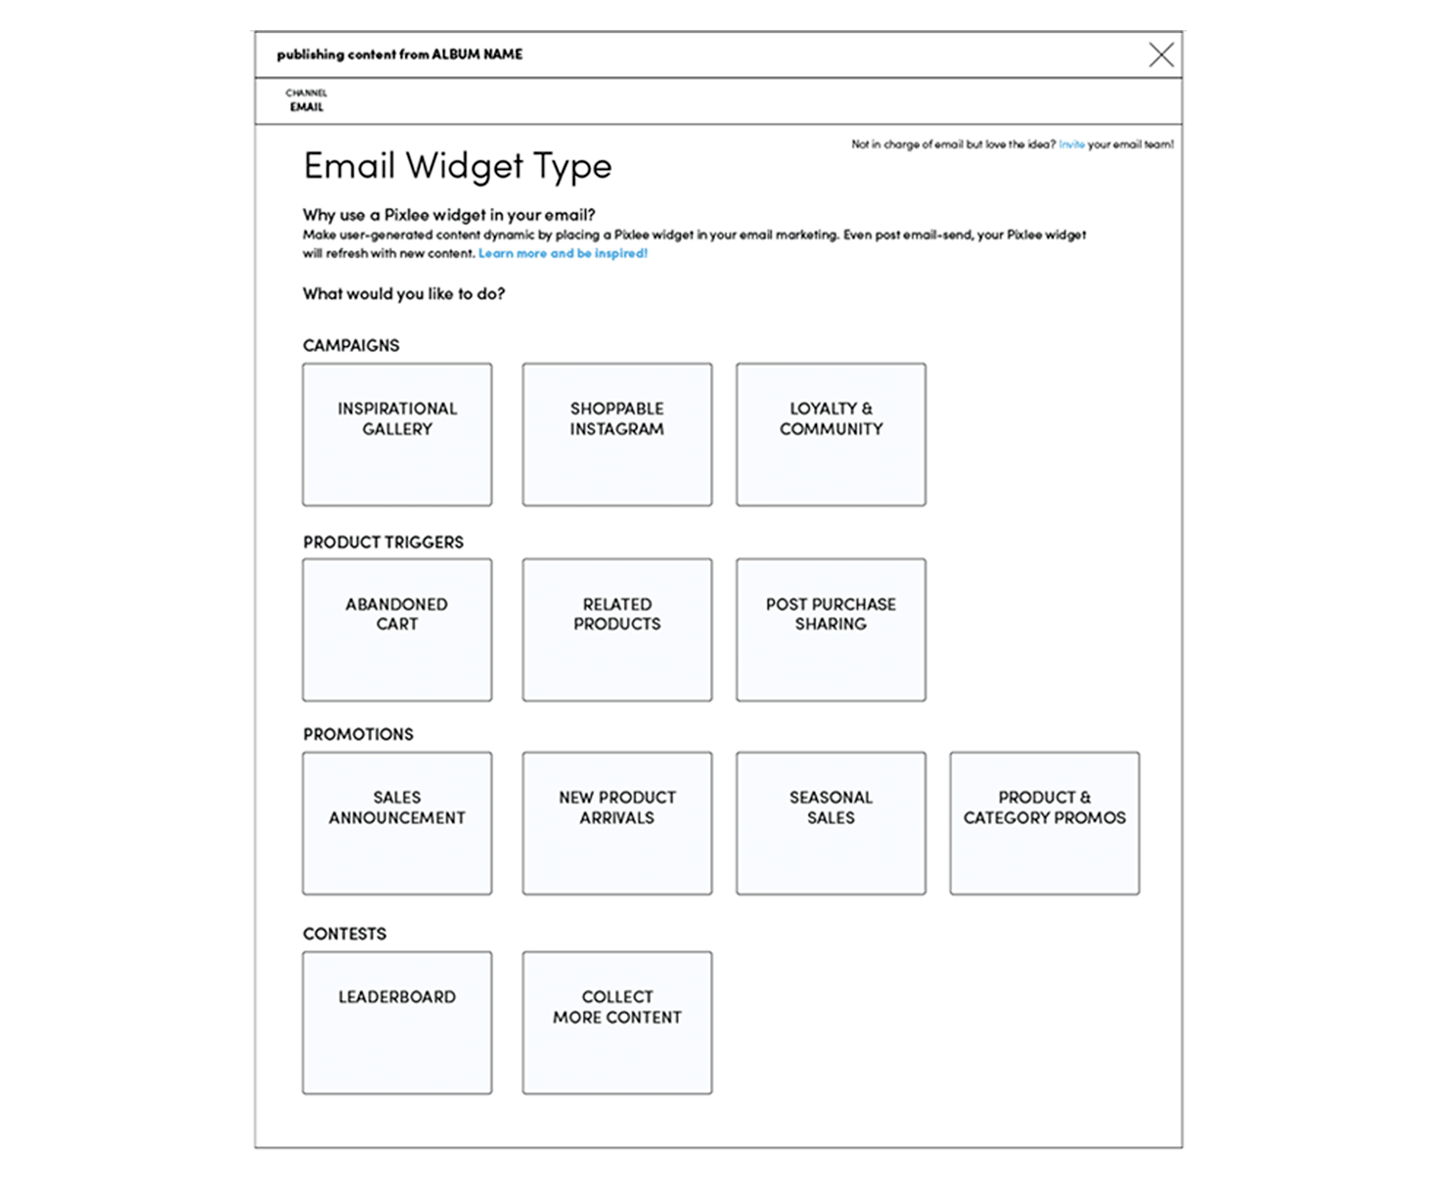 publishing content from ALBUM NAME
CHANNEL
EMAIL
Not in charge of email but love the idea? Invite your email team!
Email Widget Type
Why use a Pixlee widget in your email?
Make user-generated content dynamic by placing a Pixlee widget in your email marketing. Even post email-send, your Pixlee widget
will refresh with new content. Learn more and be inspired!
What would you like to do?
CAMPAIGNS
INSPIRATIONAL
GALLERY
SHOPPABLE
INSTAGRAM
LOYALTY &
COMMUNITY
PRODUCT TRIGGERS
ABANDONED
CART
RELATED
PRODUCTS
POST PURCHASE
SHARING
PROMOTIONS
SALES
ANNOUNCEMENT
NEW PRODUCT
ARRIVALS
SEASONAL
SALES
PRODUCT &
CATEGORY PROMOS
CONTESTS
LEADERBOARD
COLLECT
MORE CONTENT